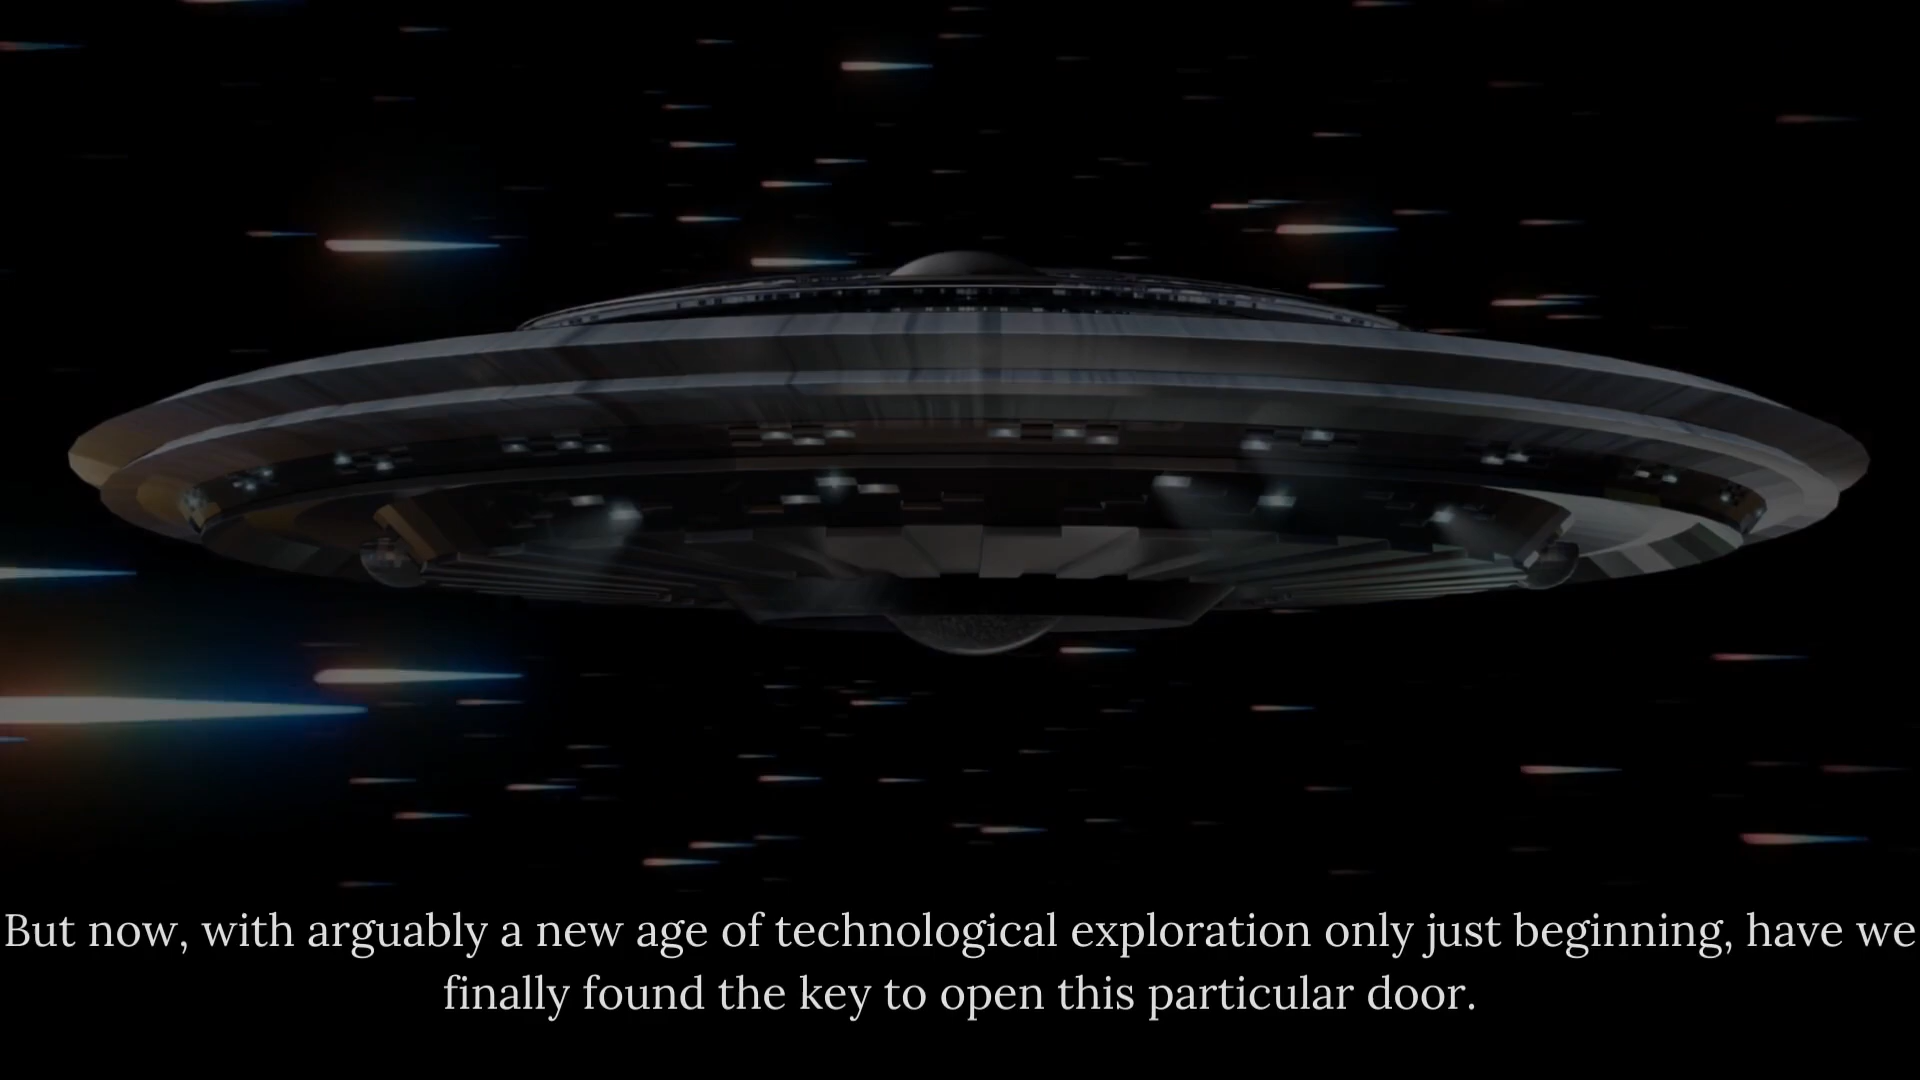 But now, with arguably a new age of technological exploration only just beginning, have we
finally found the key to open this particular door.